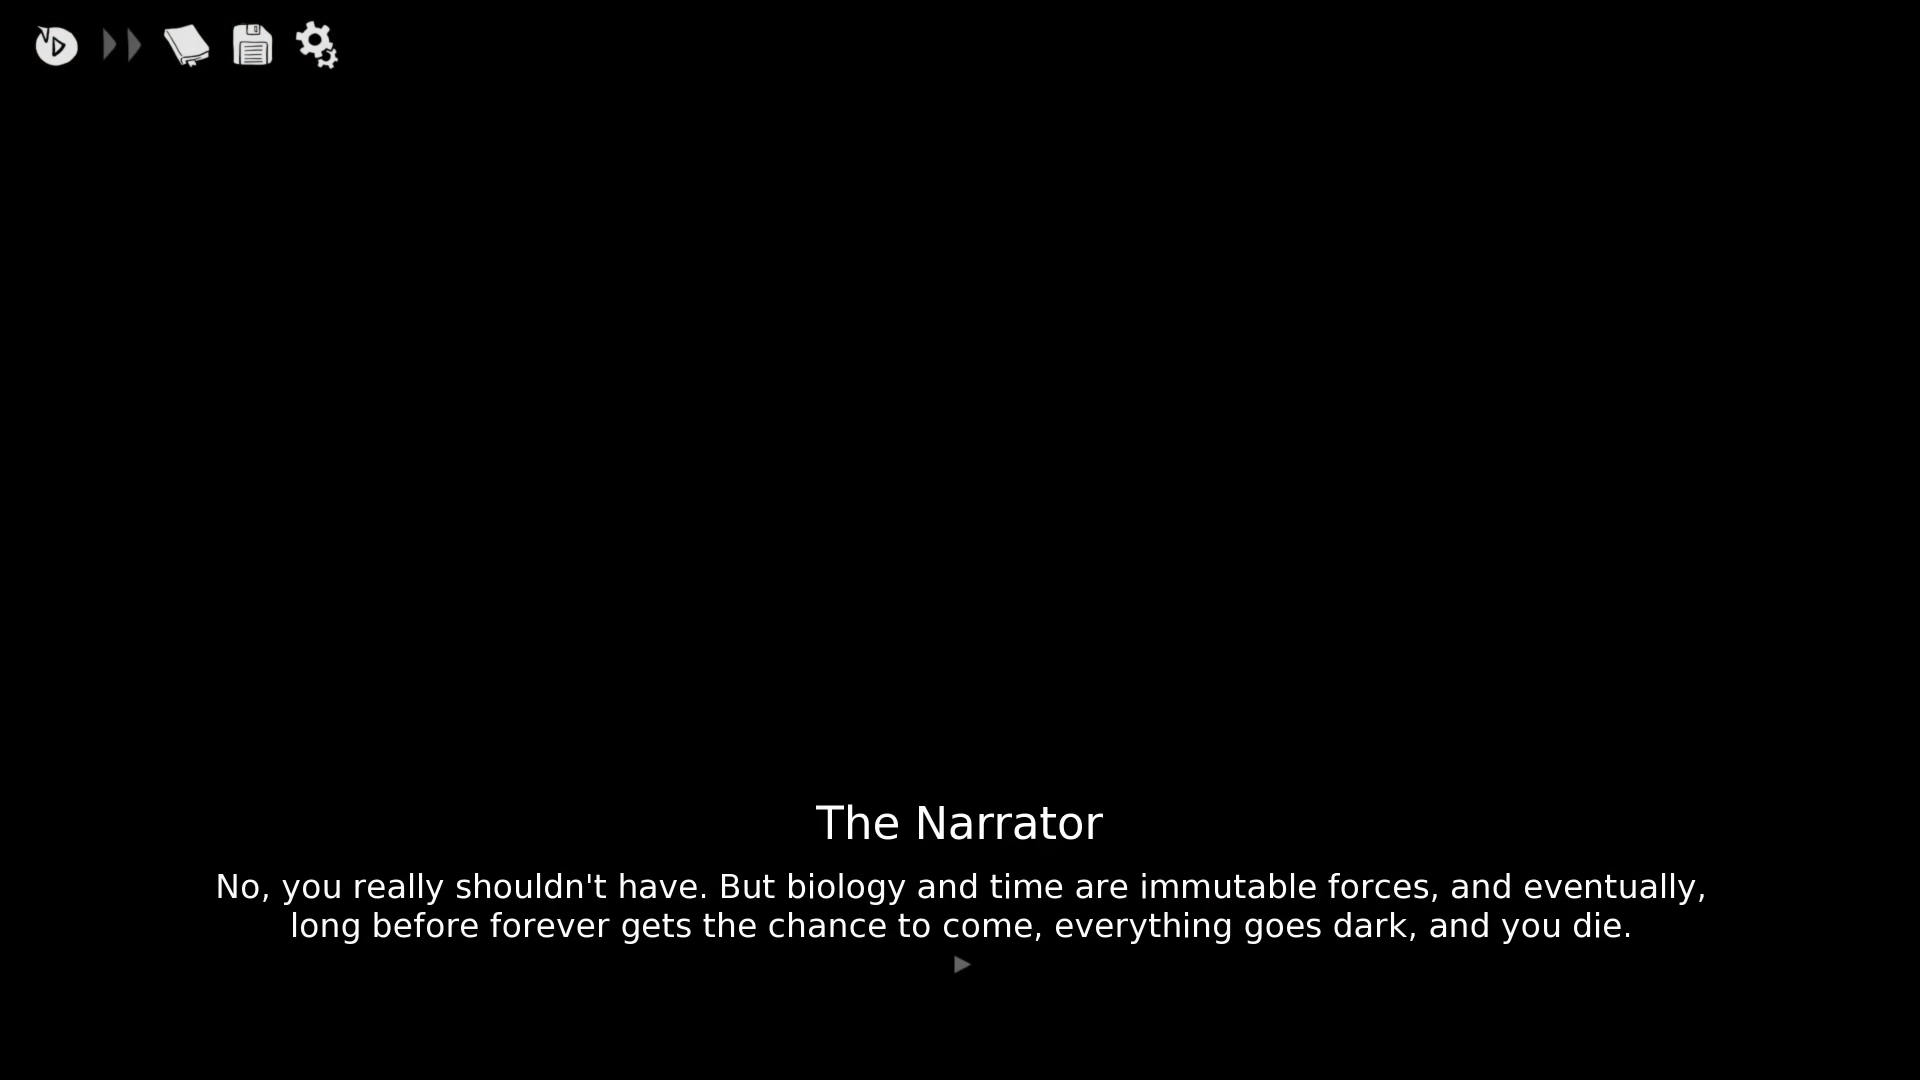 The Narrator
No, you really shouldn't have. But biology and time are immutable forces, and eventually,
long before forever gets the chance to come, everything goes dark, and you die.